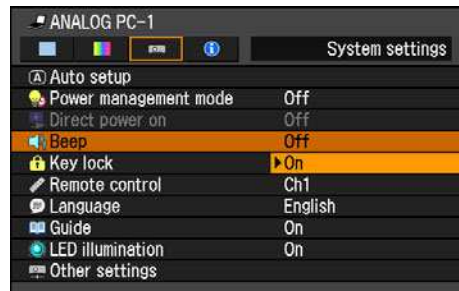 ANALOG PC-1
System settings
Auto setup
Power management mode Off
Direct power on Off
Beep Off
Key lock On
Remote control Ch1
Language English
Guide On
LED illumination On
Other settings